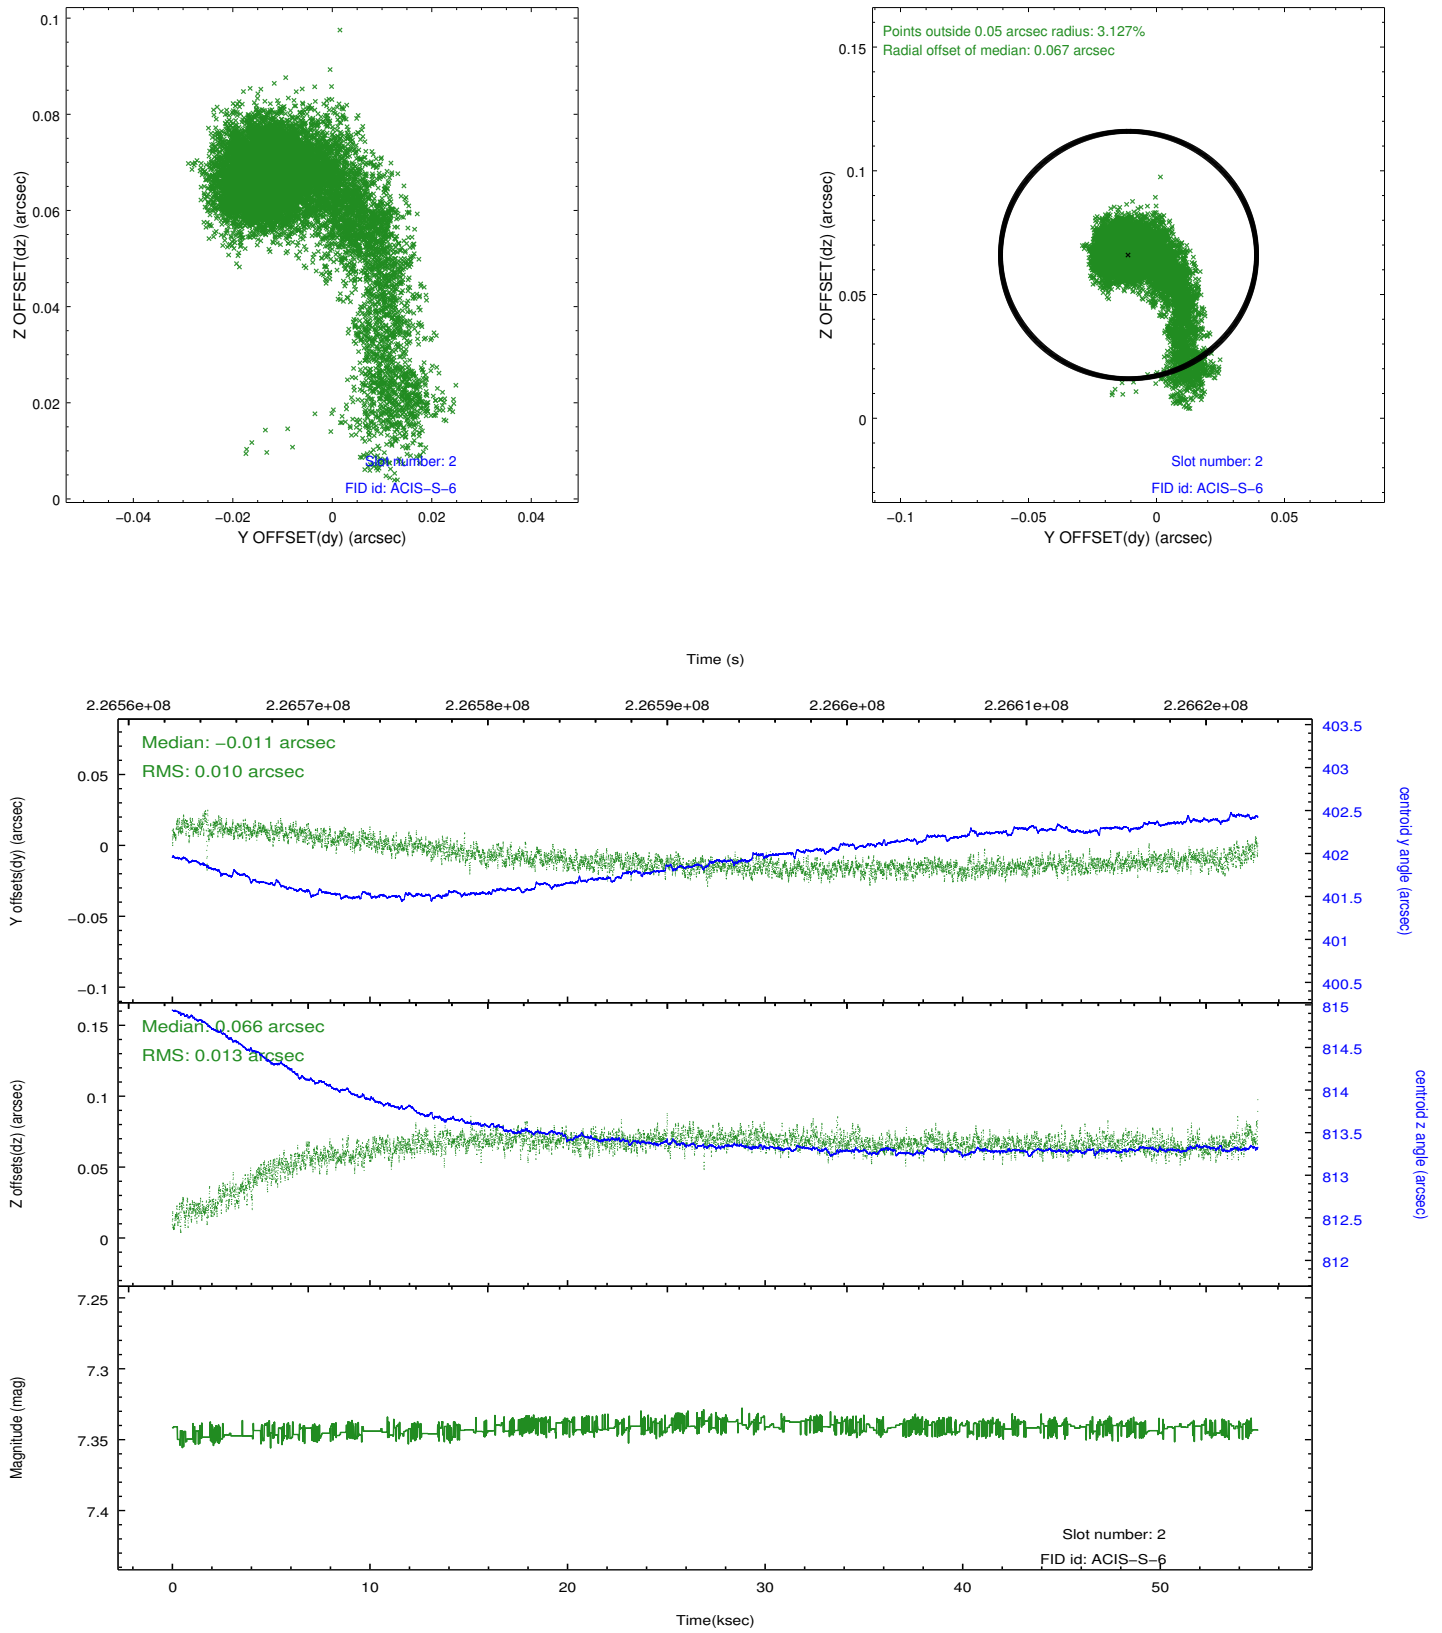 0.1
0.08
0.06
0.04
0.02
0
−0.04
−0.02
0
0.02
0.04
Z OFFSET(dz) (arcsec)
Y OFFSET(dy) (arcsec)
Slot number: 2
FID id: ACIS−S−6
Points outside 0.05 arcsec radius: 3.127%
Radial offset of median: 0.067 arcsec
0.15
0.1
0.05
0
−0.1
−0.05
0
0.05
Z OFFSET(dz) (arcsec)
Y OFFSET(dy) (arcsec)
Slot number: 2
FID id: ACIS−S−6
Time (s)
2.2656e+08
2.2657e+08
2.2658e+08
2.2659e+08
2.266e+08
2.2661e+08
2.2662e+08
Median: −0.011 arcsec
RMS: 0.010 arcsec
0.05
0
−0.05
−0.1
Y offsets(dy) (arcsec)
403.5
403
402.5
402
401.5
401
400.5
centroid y angle (arcsec)
Median: 0.066 arcsec
RMS: 0.013 arcsec
0.15
0.1
0.05
0
Z offsets(dz) (arcsec)
815
814.5
814
813.5
813
812.5
812
centroid z angle (arcsec)
7.25
7.3
7.35
7.4
Magnitude (mag)
Slot number: 2
FID id: ACIS−S−6
0
10
20
30
40
50
Time(ksec)